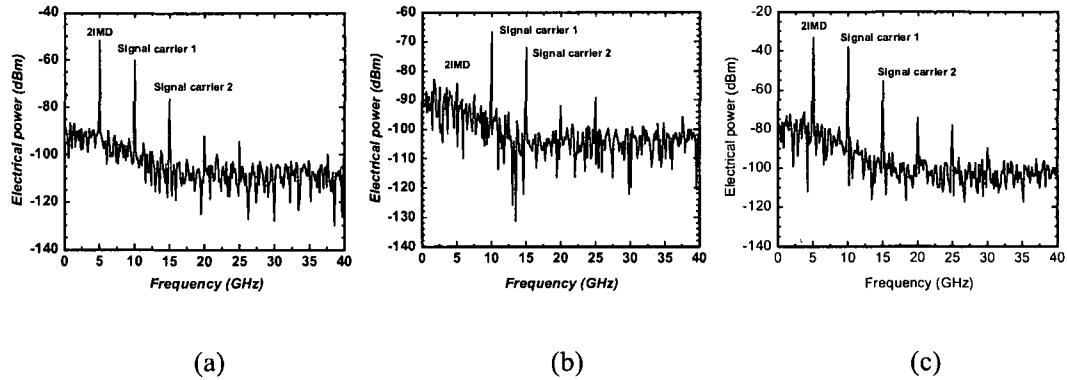 -40
-60
-80
-100
-120
-140
Electrical power (dBm)
2IMD
Signal carrier 1
Signal carrier 2
0 5 10 15 20 25 30 35 40
Frequency (GHz)
(a)
-60
-70
-80
-90
-100
-110
-120
-130
-140
Electrical power (dBm)
Signal carrier 1
Signal carrier 2
2IMD
0 5 10 15 20 25 30 35 40
Frequency (GHz)
(b)
-20
-40
-60
-80
-100
-120
-140
Electrical power (dBm)
2IMD
Signal carrier 1
Signal carrier 2
0 5 10 15 20 25 30 35 40
Frequency (GHz)
(c)